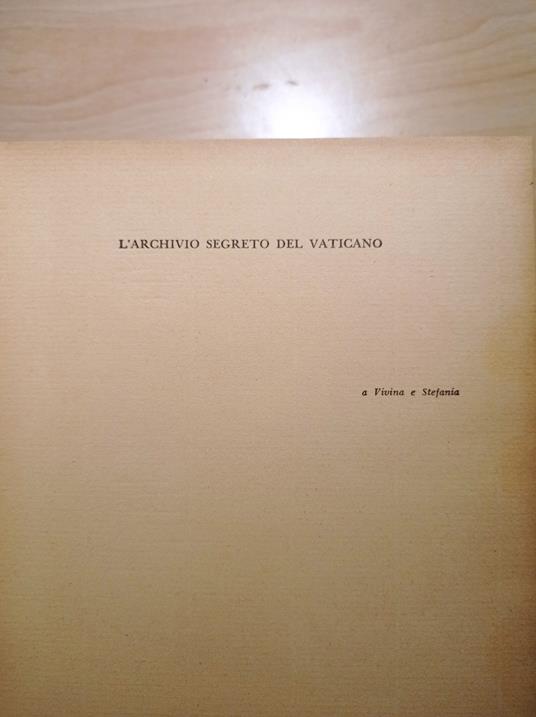 L'ARCHIVIO SEGRETO DEL VATICANO
a Vivina e Stefania